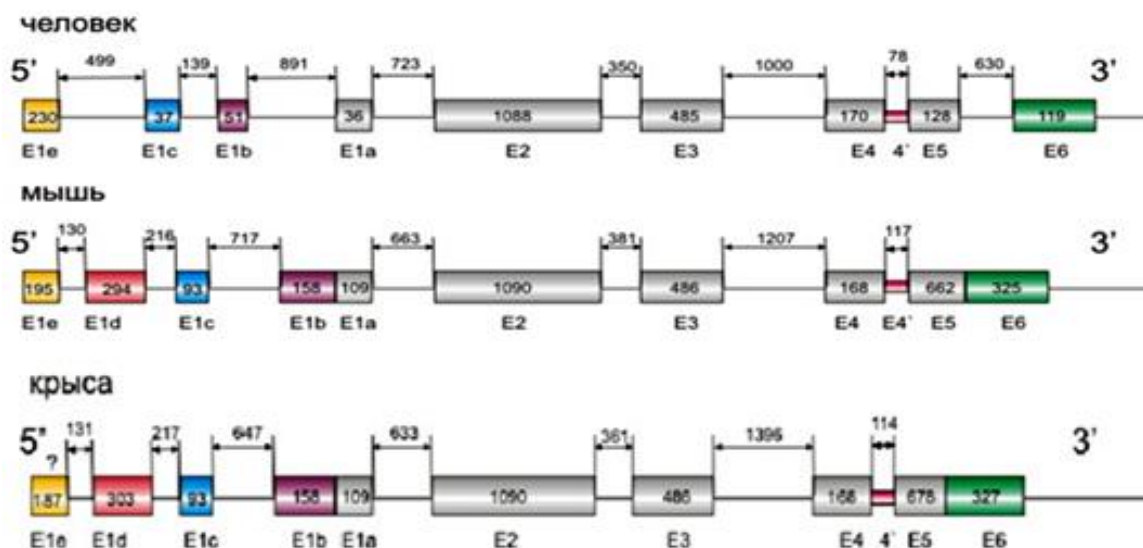 человек
499 139 891 723 350 1000 78 630
5' 3'
230 37 51 36 1088 485 170 128 119
E1e E1c E1b E1a E2 E3 E4 4' E5 E6
мышь
130 216 717 663 381 1207 117
5' 3'
195 294 93 158 109 1090 486 168 662 325
E1e E1d E1c E1b E1a E2 E3 E4 E4' E5 E6
крыса
131 217 647 633 361 1396 114
5" 3'
?
187 303 93 158 109 1090 486 168 678 327
E1e E1d E1c E1b E1a E2 E3 E4 4' E5 E6